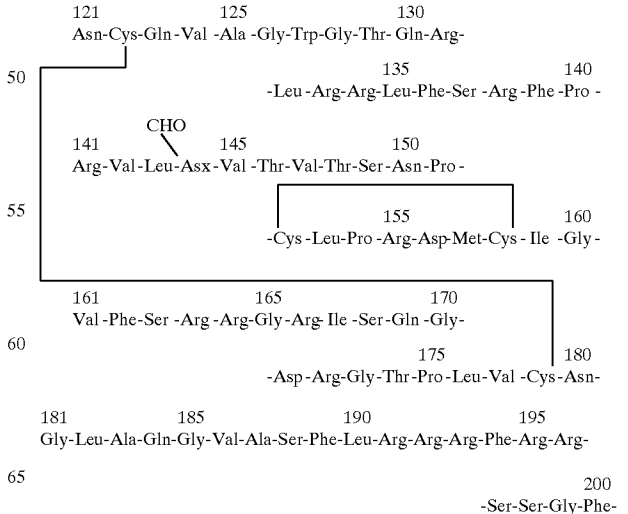 121 125 130
Asn-Cys-Gln-Val -Ala -Gly-Trp-Gly-Thr- Gln-Arg-
50
135 140
-Leu-Arg-Arg-Leu-Phe-Ser -Arg-Phe-Pro -
CHO
141 145 150
Arg-Val-Leu-Asx-Val-Thr-Val-Thr-Ser-Asn-Pro-
55
155 160
-Cys-Leu-Pro -Arg-Asp-Met-Cys- Ile -Gly-
161 165 170
Val-Phe-Ser -Arg -Arg-Gly-Arg- Ile -Ser-Gln -Gly-
60
175 180
-Asp-Arg-Gly-Thr-Pro-Leu-Val -Cys-Asn-
181 185 190 195
Gly-Leu-Ala-Gln-Gly-Val-Ala-Ser-Phe-Leu-Arg-Arg-Arg-Phe-Arg-Arg-
65
200
-Ser-Ser-Gly-Phe-